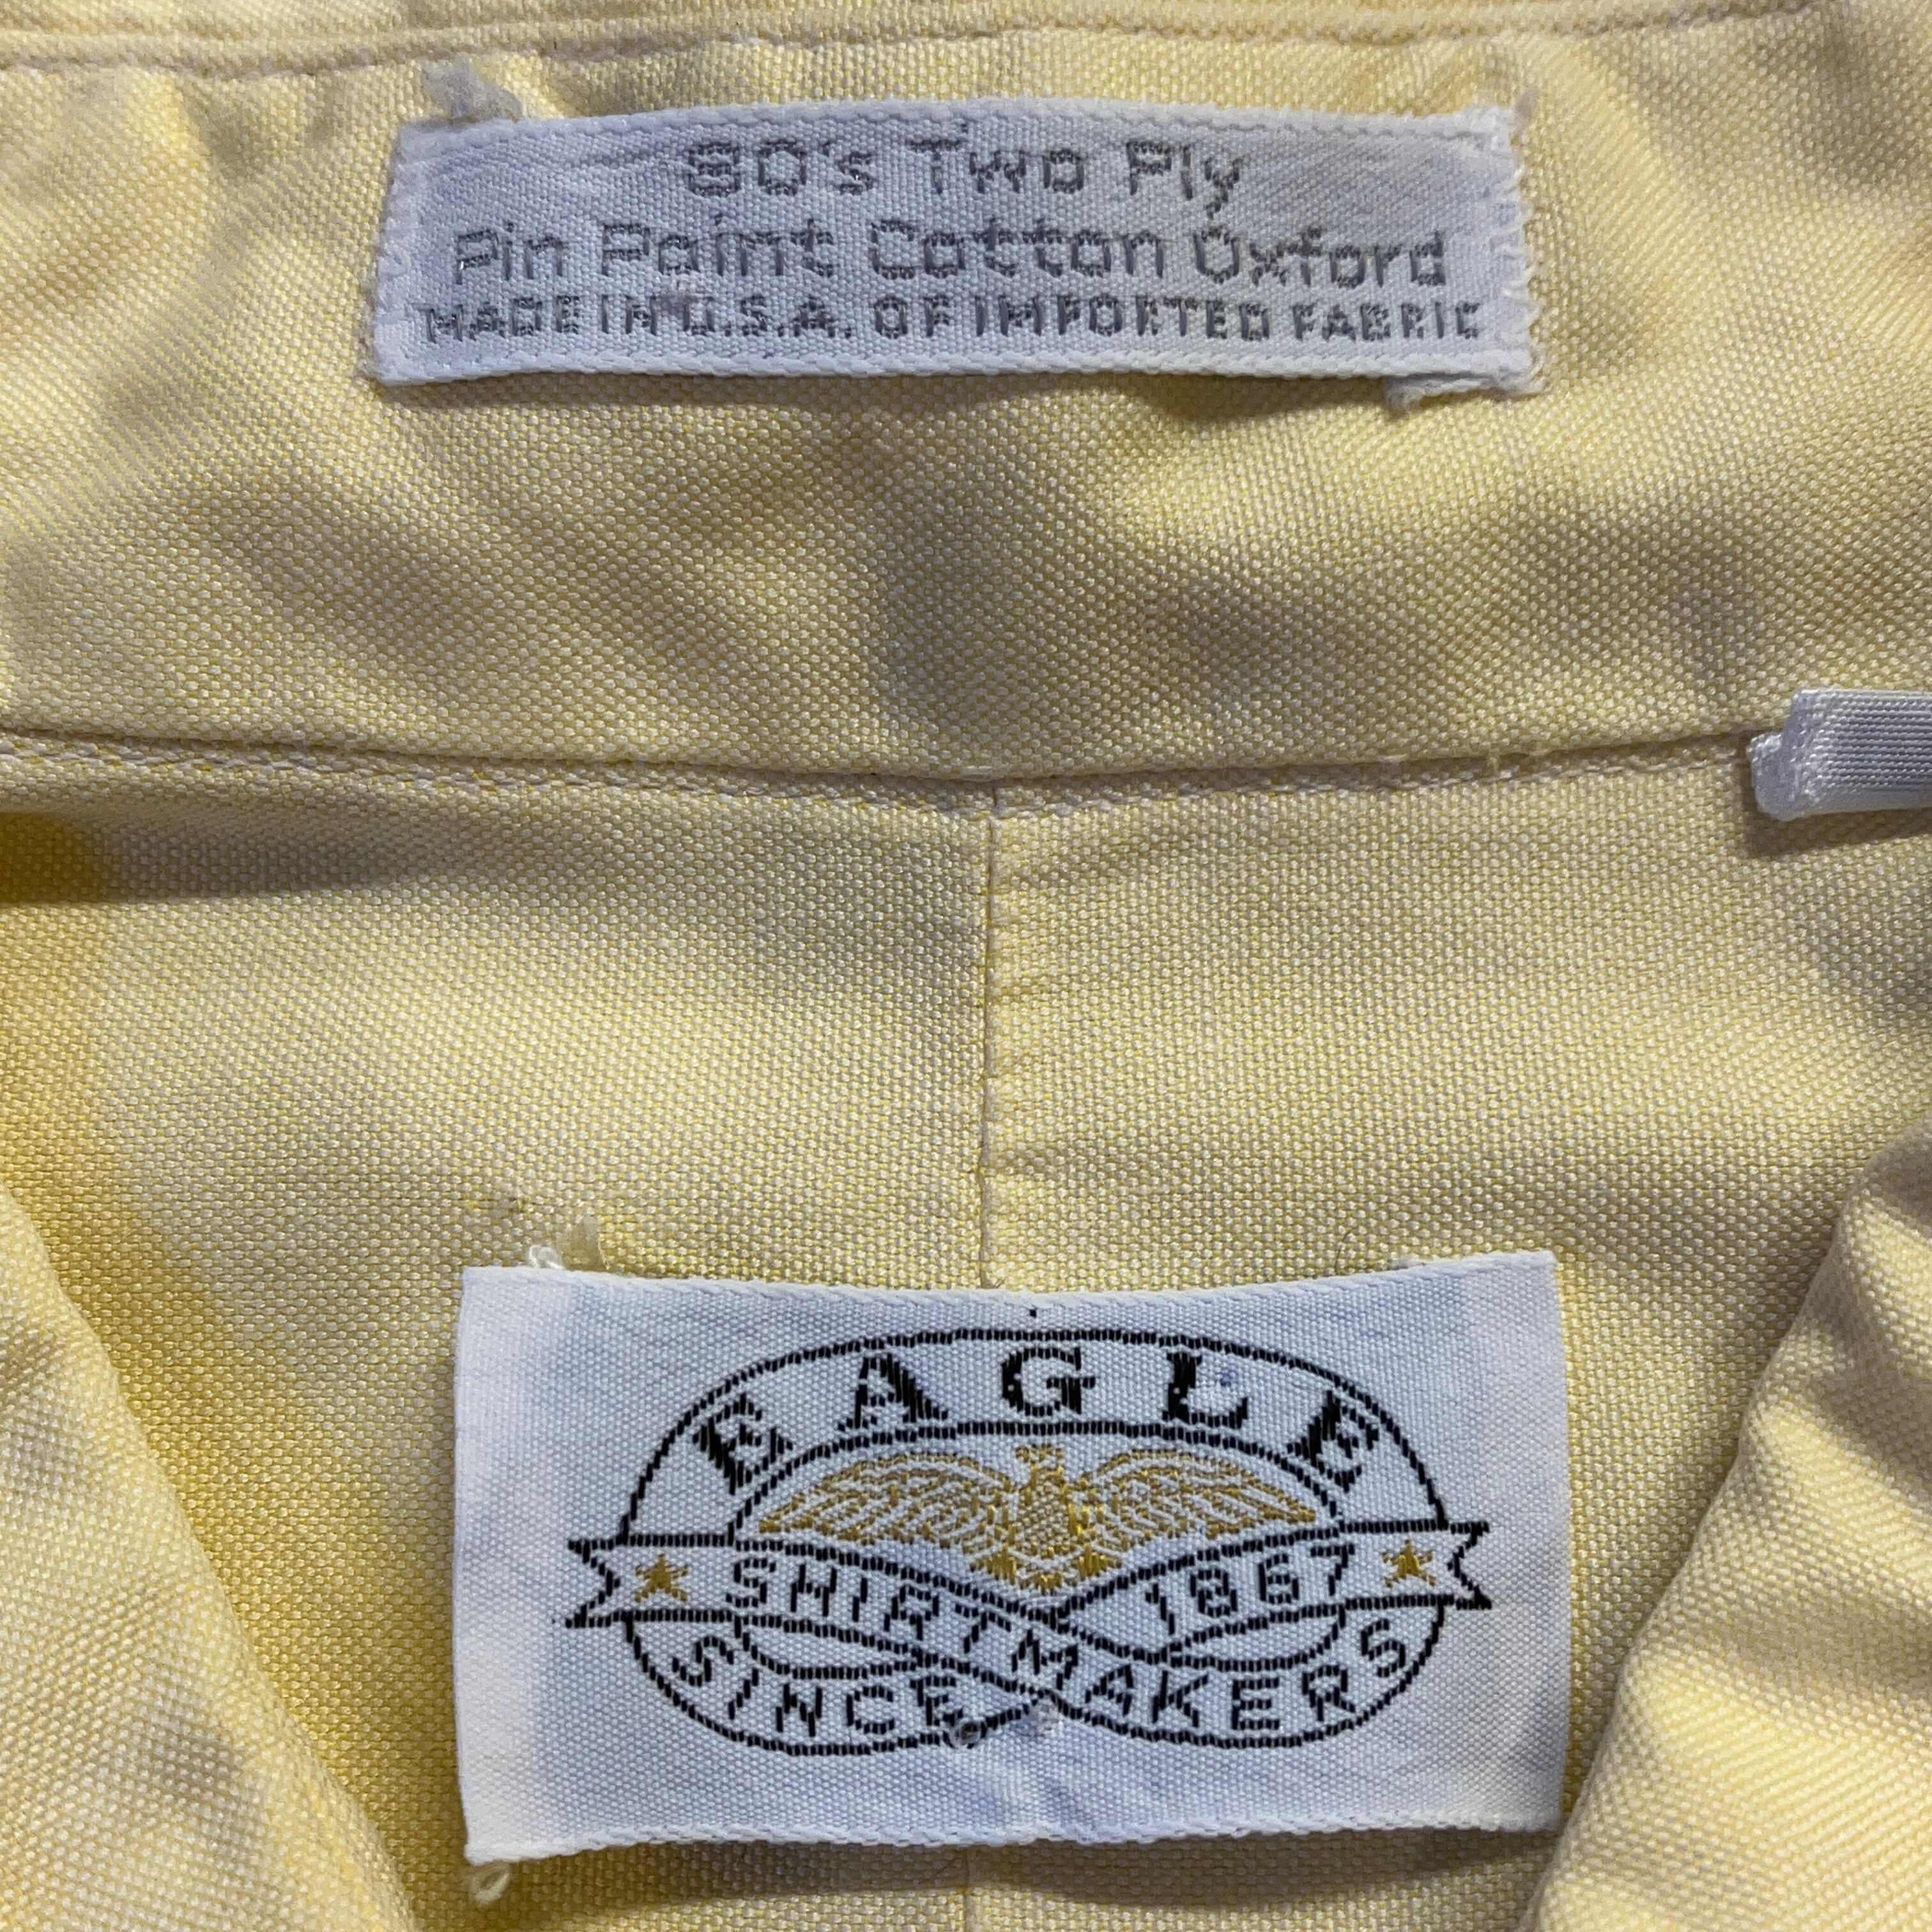 80's Two Ply
Pin Point Cotton Oxford
MADE IN U.S.A. OF IMPORTED FABRIC
EAGLE
SHIRTMAKERS
SINCE 1867